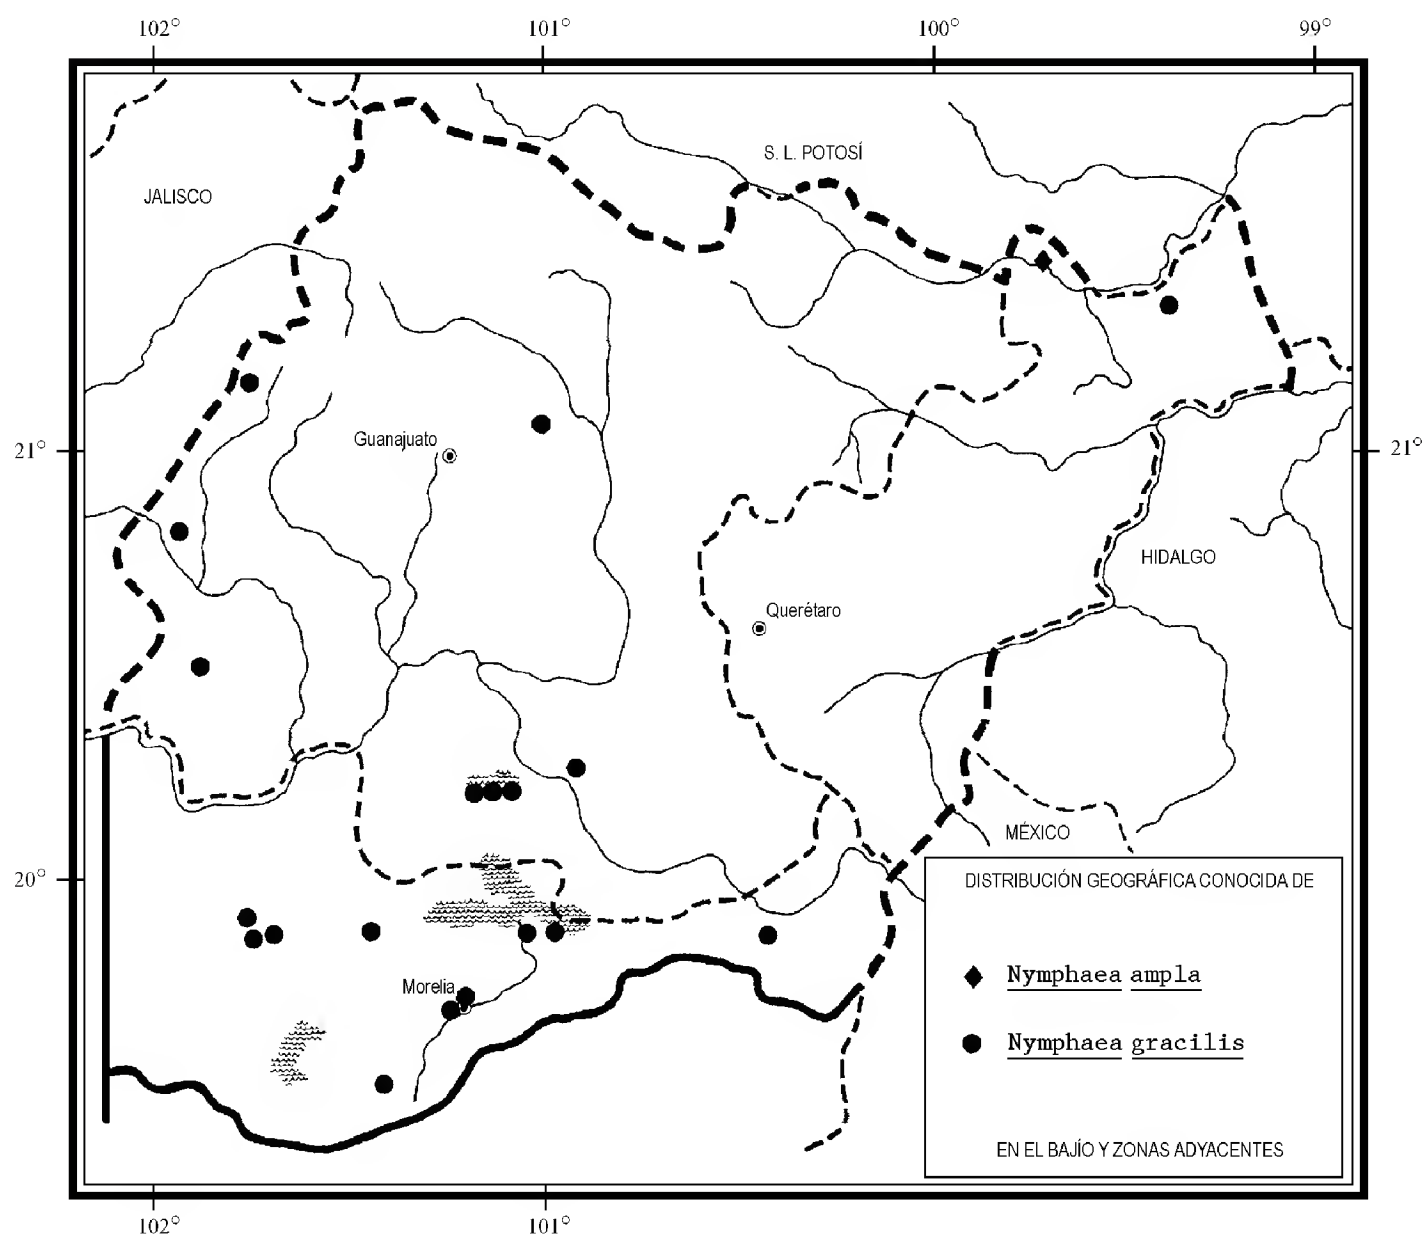 102° 101° 100° 99°
S. L. POTOSÍ
JALISCO
Guanajuato
21° 21°
HIDALGO
Querétaro
MÉXICO
20°
DISTRIBUCIÓN GEOGRÁFICA CONOCIDA DE
Nymphaea ampla
Morelia
Nymphaea gracilis
EN EL BAJÍO Y ZONAS ADYACENTES
102° 101°